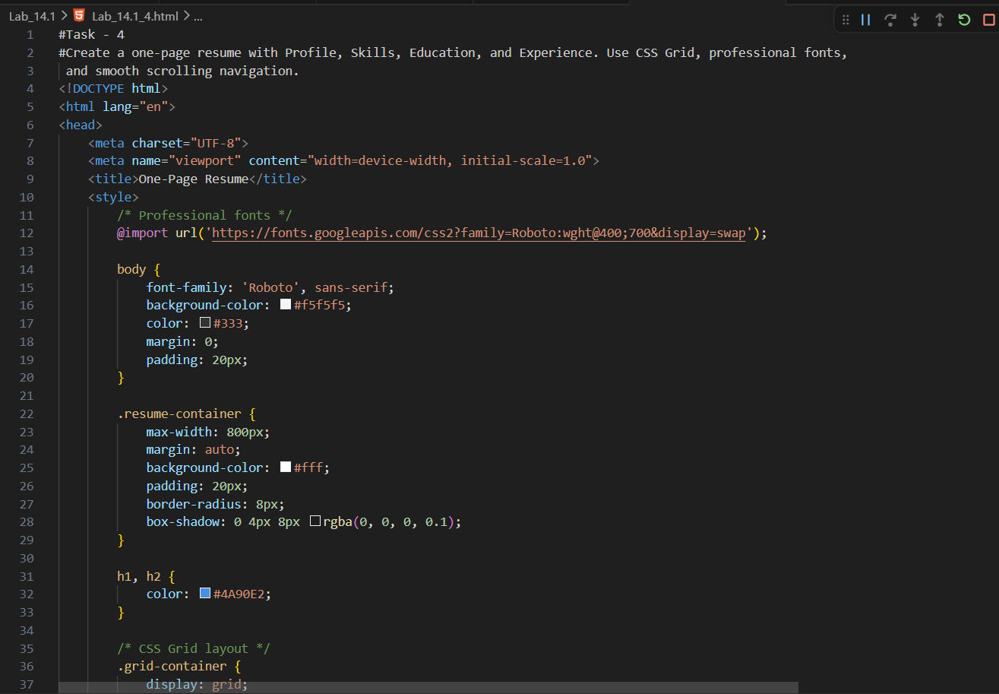 Lab_14.1 > Lab_14.1_4.html > ...
1 #Task - 4
2 #Create a one-page resume with Profile, Skills, Education, and Experience. Use CSS Grid, professional fonts,
3 and smooth scrolling navigation.
4 <!DOCTYPE html>
5 <html lang="en">
6 <head>
7 <meta charset="UTF-8">
8 <meta name="viewport" content="width=device-width, initial-scale=1.0">
9 <title>One-Page Resume</title>
10 <style>
11 /* Professional fonts */
12 @import url('https://fonts.googleapis.com/css2?family=Roboto:wght@400;700&display=swap');
13
14 body {
15 font-family: 'Roboto', sans-serif;
16 background-color: #f5f5f5;
17 color: #333;
18 margin: 0;
19 padding: 20px;
20 }
21
22 .resume-container {
23 max-width: 800px;
24 margin: auto;
25 background-color: #fff;
26 padding: 20px;
27 border-radius: 8px;
28 box-shadow: 0 4px 8px rgba(0, 0, 0, 0.1);
29 }
30
31 h1, h2 {
32 color: #4A90E2;
33 }
34
35 /* CSS Grid layout */
36 .grid-container {
37 display: grid;